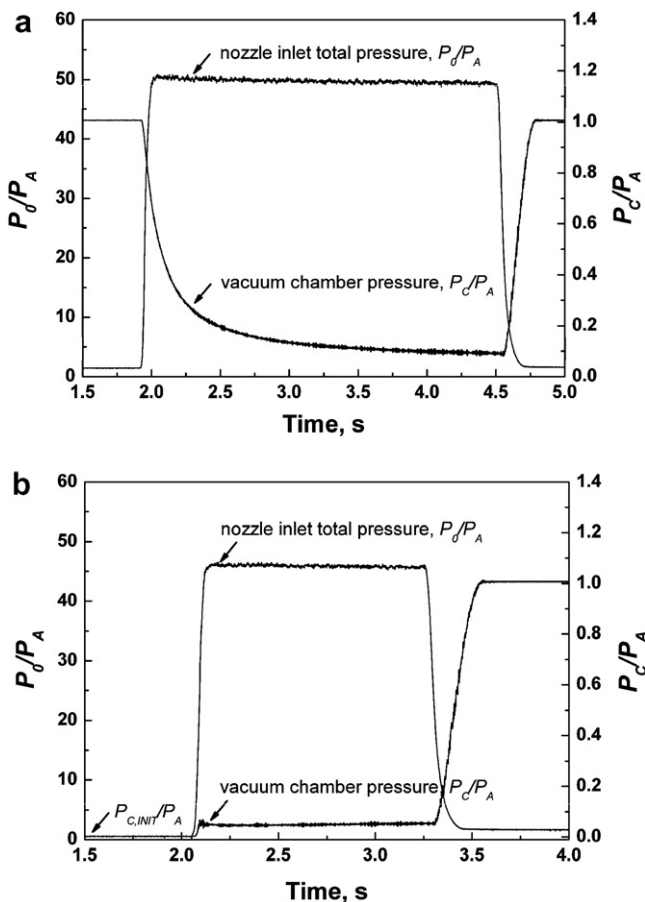 a
60
50
40
30
20
10
0
P0/PA
nozzle inlet total pressure, P0/PA
vacuum chamber pressure, PC/PA
1.4
1.2
1.0
0.8
0.6
0.4
0.2
0.0
PC/PA
1.5 2.0 2.5 3.0 3.5 4.0 4.5 5.0
Time, s
b
60
50
40
30
20
10
0
P0/PA
nozzle inlet total pressure, P0/PA
vacuum chamber pressure, PC/PA
PC,INIT/PA
1.4
1.2
1.0
0.8
0.6
0.4
0.2
0.0
PC/PA
1.5 2.0 2.5 3.0 3.5 4.0
Time, s